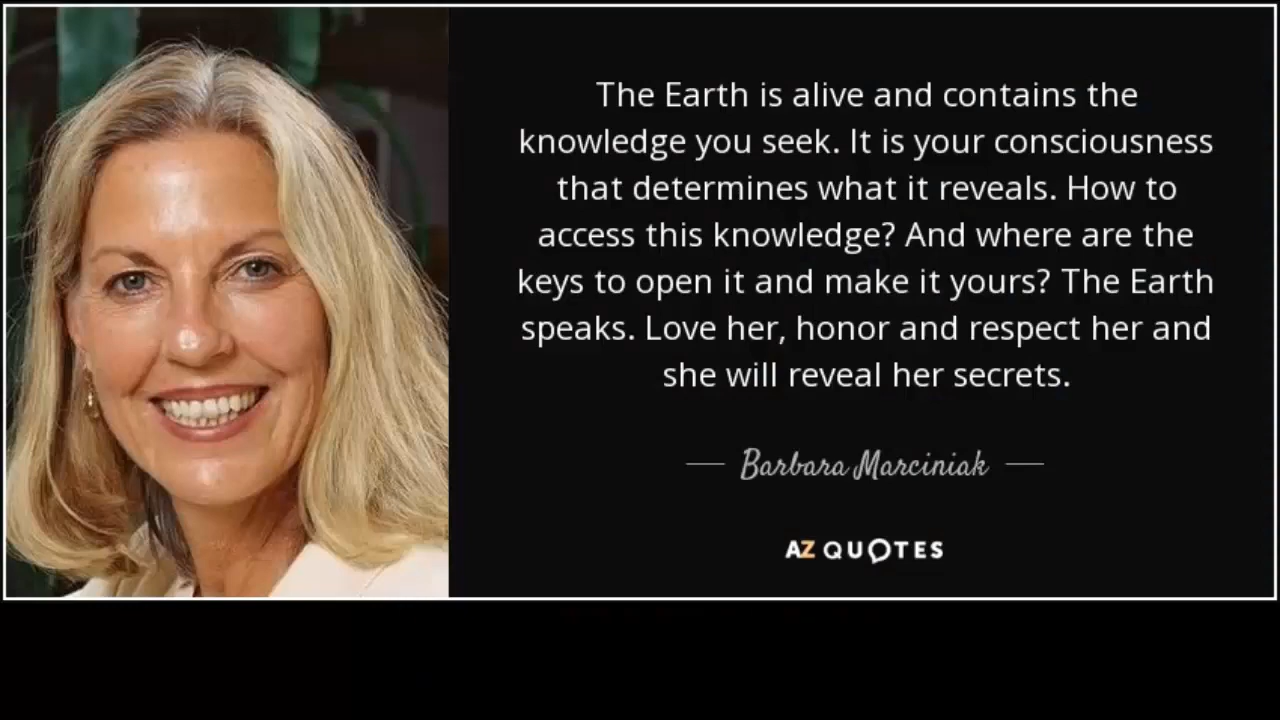 The Earth is alive and contains the
knowledge you seek. It is your consciousness
that determines what it reveals. How to
access this knowledge? And where are the
keys to open it and make it yours? The Earth
speaks. Love her, honor and respect her and
she will reveal her secrets.
Barbara Marciniak
AZ QUOTES